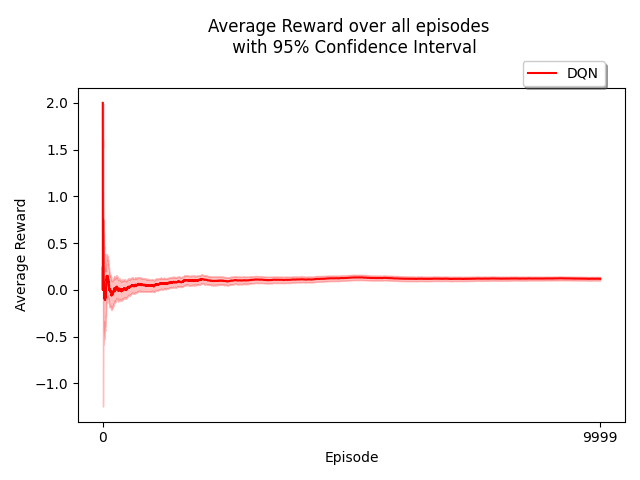 Average Reward over all episodes
with 95% Confidence Interval
DQN
2.0
1.5
1.0
0.5
0.0
−0.5
−1.0
Average Reward
0
9999
Episode